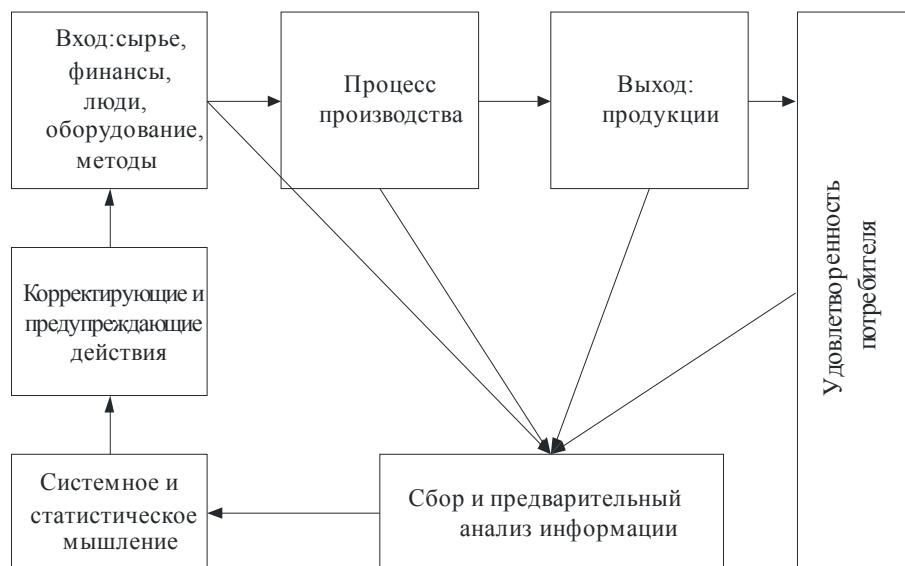 Вход:сырье,
финансы,
люди,
оборудование,
методы
Процесс
производства
Выход:
продукции
Удовлетворенность
потребителя
Корректирующие и
предупреждающие
действия
Системное и
статистическое
мышление
Сбор и предварительный
анализ информации